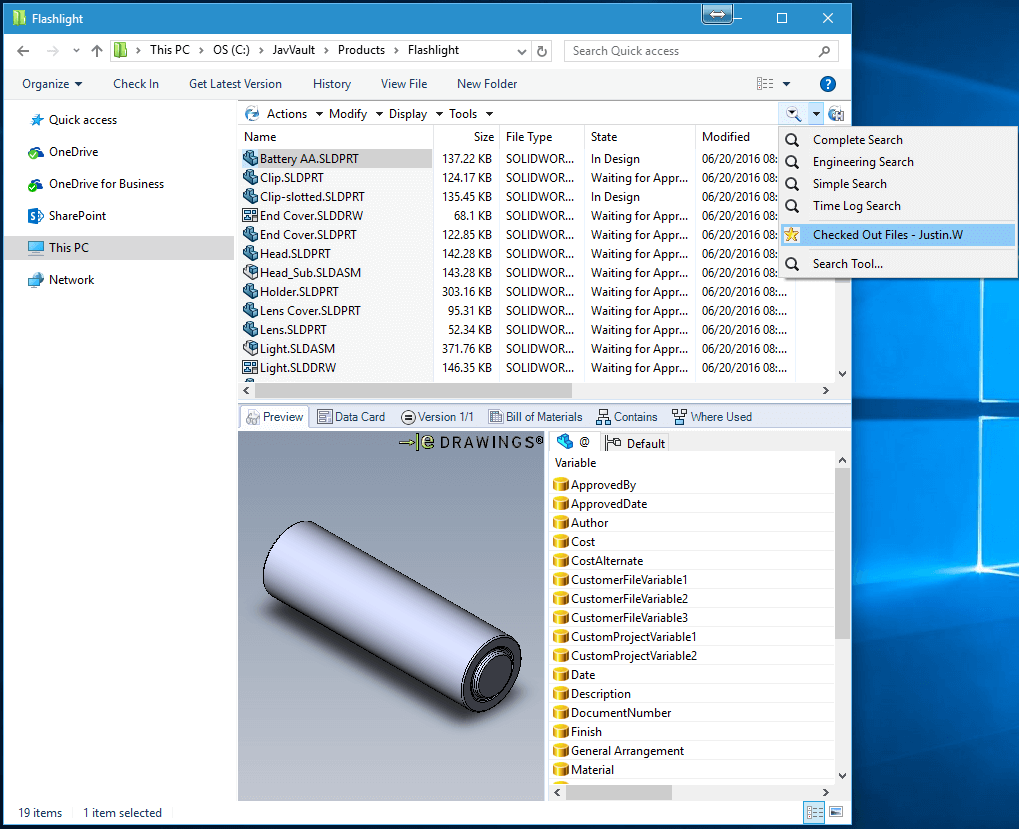 Flashlight
This PC > OS (C:) > JavVault > Products > Flashlight
Search Quick access
Organize Check In Get Latest Version History View File New Folder
Quick access
OneDrive
OneDrive for Business
SharePoint
This PC
Network
Actions Modify Display Tools
Name Size File Type State Modified
Battery AA.SLDPRT 137.22 KB SOLIDWOR... In Design 06/20/2016 08:
Clip.SLDPRT 124.17 KB SOLIDWOR... Waiting for Appr... 06/20/2016 08:
Clip-slotted.SLDPRT 135.45 KB SOLIDWOR... In Design 06/20/2016 08:
End Cover.SLDDRW 68.1 KB SOLIDWOR... Waiting for Appr... 06/20/2016 08:
End Cover.SLDPRT 122.85 KB SOLIDWOR... Waiting for Appr... 06/20/2016 08:
Head.SLDPRT 142.28 KB SOLIDWOR... Waiting for Appr... 06/20/2016 08:
Head_Sub.SLDASM 143.28 KB SOLIDWOR... Waiting for Appr... 06/20/2016 08:
Holder.SLDPRT 303.16 KB SOLIDWOR... Waiting for Appr... 06/20/2016 08:...
Lens Cover.SLDPRT 95.31 KB SOLIDWOR... Waiting for Appr... 06/20/2016 08:...
Lens.SLDPRT 52.34 KB SOLIDWOR... Waiting for Appr... 06/20/2016 08:...
Light.SLDASM 371.76 KB SOLIDWOR... Waiting for Appr... 06/20/2016 08:...
Light.SLDDRW 146.35 KB SOLIDWOR... Waiting for Appr... 06/20/2016 08:...
Complete Search
Engineering Search
Simple Search
Time Log Search
Checked Out Files - Justin.W
Search Tool...
Preview Data Card Version 1/1 Bill of Materials Contains Where Used
e DRAWINGS®
@ Default
Variable
ApprovedBy
ApprovedDate
Author
Cost
CostAlternate
CustomerFileVariable1
CustomerFileVariable2
CustomerFileVariable3
CustomProjectVariable1
CustomProjectVariable2
Date
Description
DocumentNumber
Finish
General Arrangement
Material
19 items 1 item selected